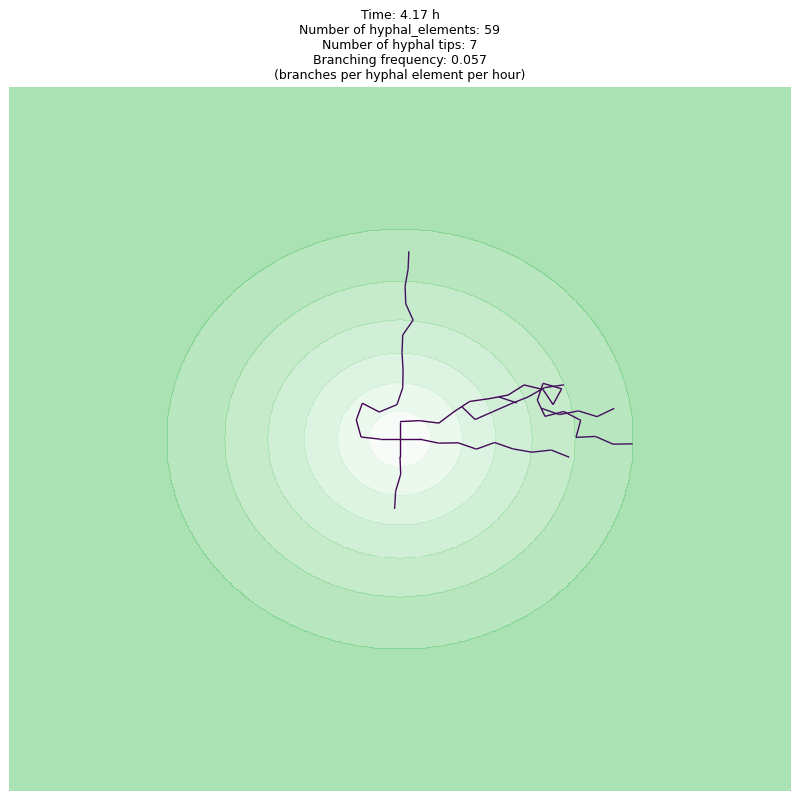 Time: 4.17 h
Number of hyphal_elements: 59
Number of hyphal tips: 7
Branching frequency: 0.057
(branches per hyphal element per hour)